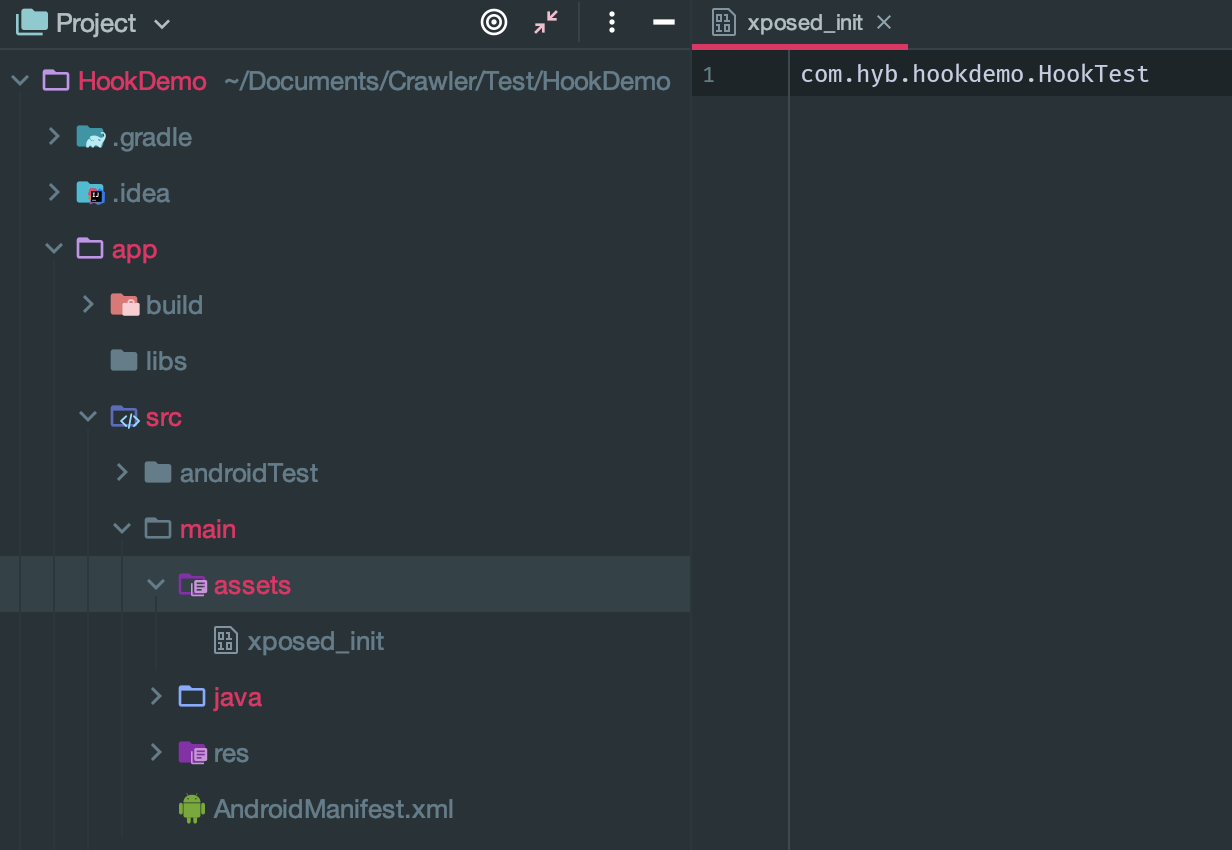 Project
xposed_init
HookDemo ~/Documents/Crawler/Test/HookDemo
1 com.hyb.hookdemo.HookTest
.gradle
.idea
app
build
libs
src
androidTest
main
assets
xposed_init
java
res
AndroidManifest.xml